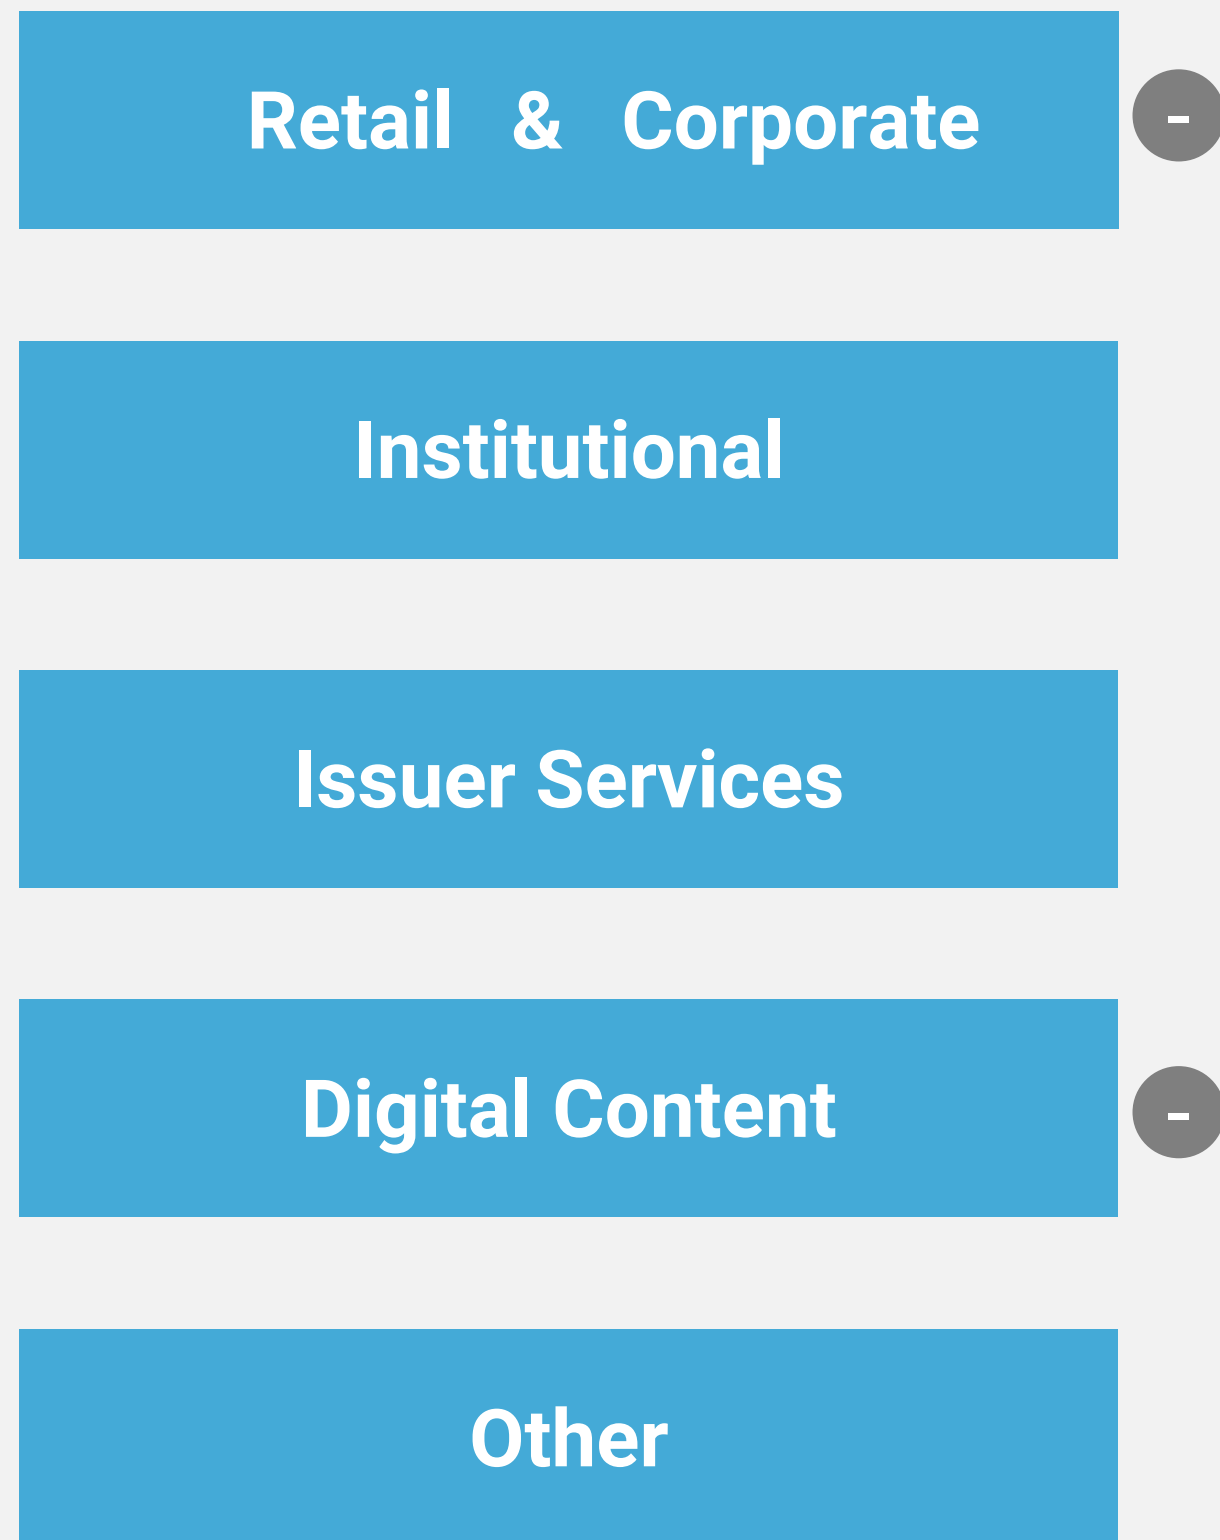 Retail & Corporate
-
Institutional
Issuer Services
Digital Content
-
Other